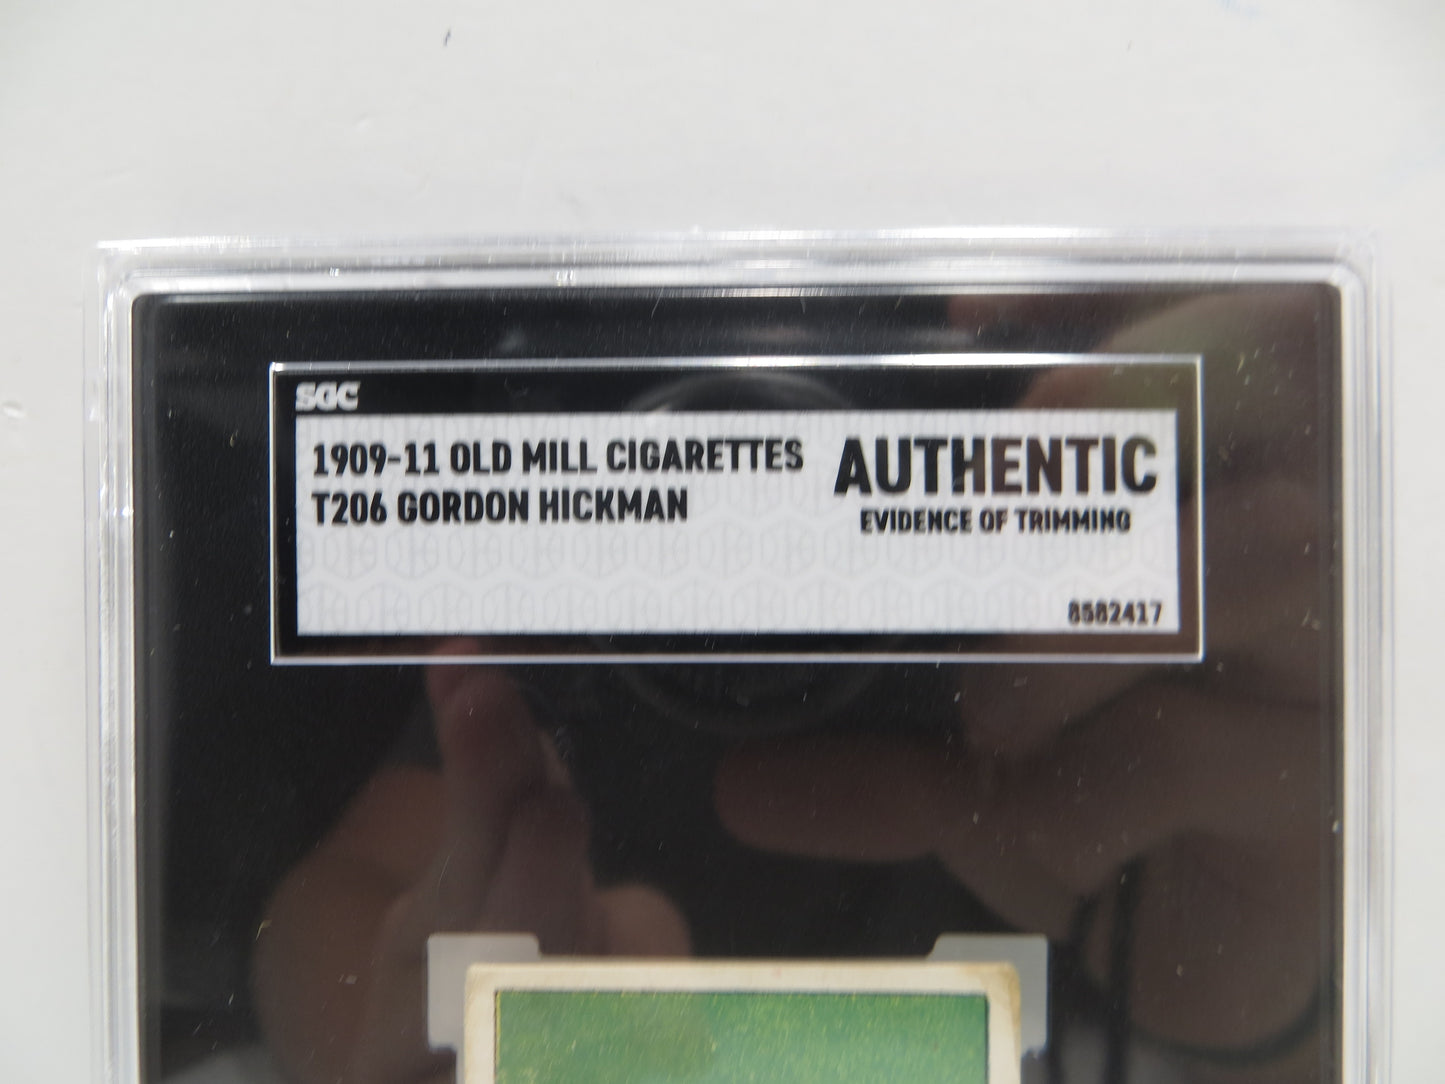 SGC
1909-11 OLD MILL CIGARETTES
T206 GORDON HICKMAN
AUTHENTIC
EVIDENCE OF TRIMMING
8582417